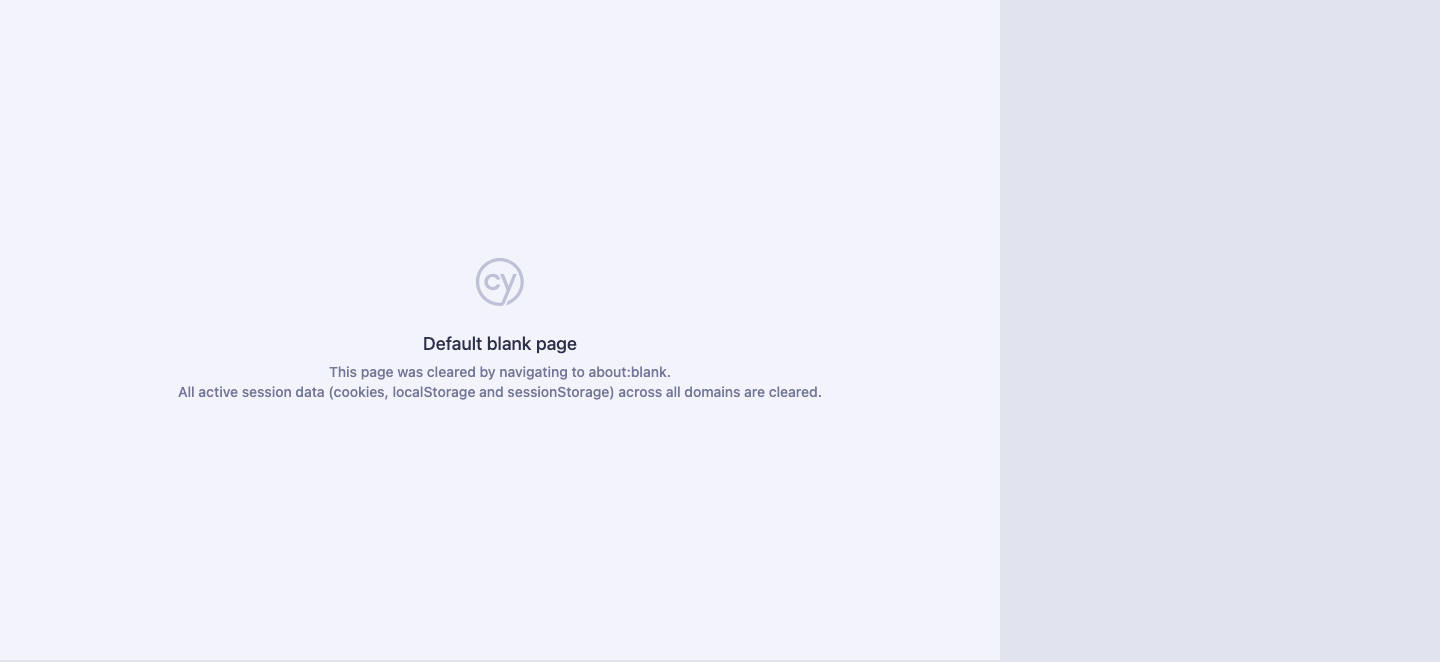 cy
Default blank page
This page was cleared by navigating to about:blank.
All active session data (cookies, localStorage and sessionStorage) across all domains are cleared.